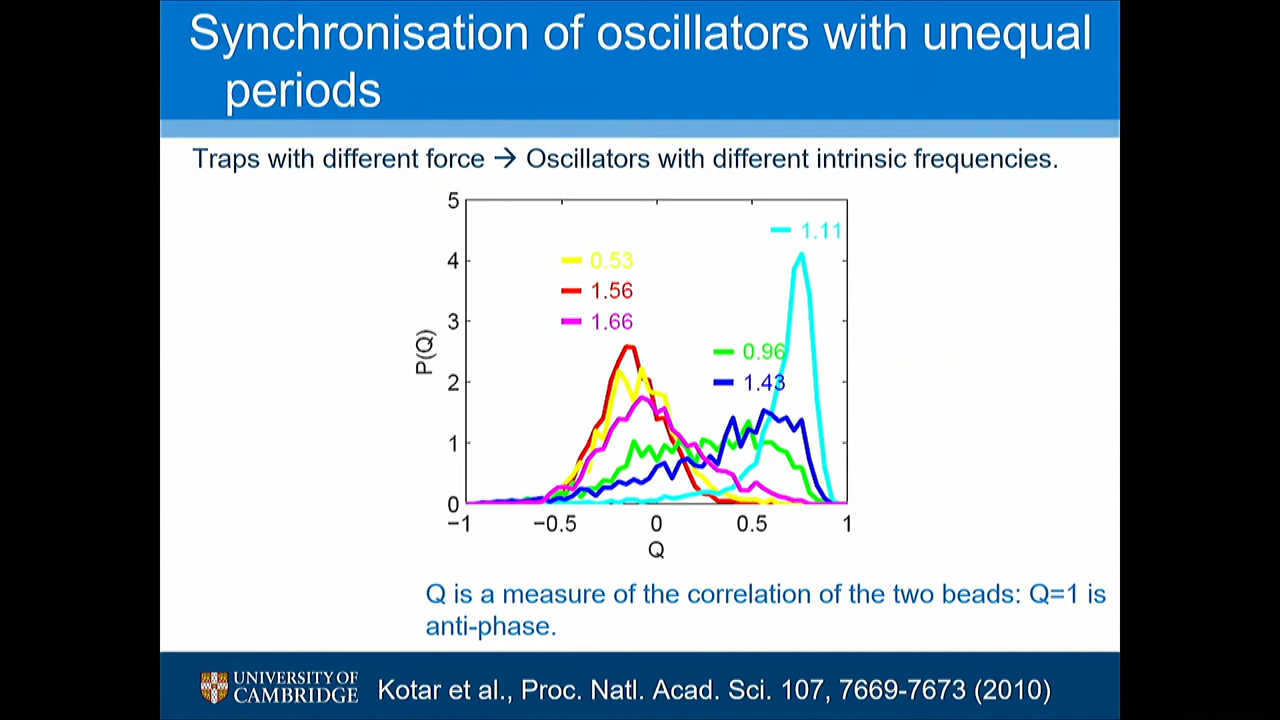 Synchronisation of oscillators with unequal
periods
Traps with different force → Oscillators with different intrinsic frequencies.
5
4
3
2
1
0
P(Q)
1.11
0.53
1.56
1.66
0.96
1.43
−1
−0.5
0
0.5
1
Q
Q is a measure of the correlation of the two beads: Q=1 is
anti-phase.
UNIVERSITY OF
CAMBRIDGE
Kotar et al., Proc. Natl. Acad. Sci. 107, 7669-7673 (2010)